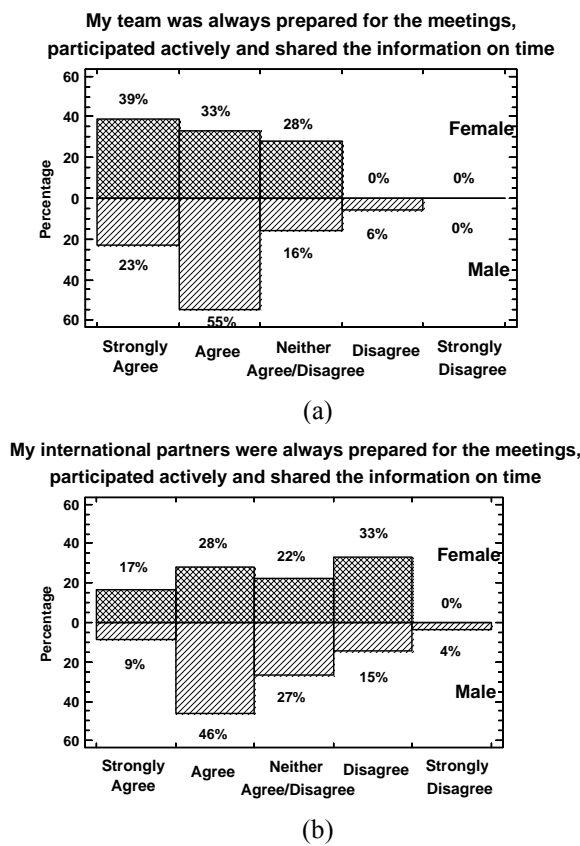 My team was always prepared for the meetings,
participated actively and shared the information on time
60
40
20
0
20
40
60
Percentage
39%
33%
28%
0%
0%
Female
23%
55%
16%
6%
0%
Male
Strongly Agree
Agree
Neither Agree/Disagree
Disagree
Strongly Disagree
(a)
My international partners were always prepared for the meetings,
participated actively and shared the information on time
60
40
20
0
20
40
60
Percentage
17%
28%
22%
33%
0%
Female
9%
46%
27%
15%
4%
Male
Strongly Agree
Agree
Neither Agree/Disagree
Disagree
Strongly Disagree
(b)